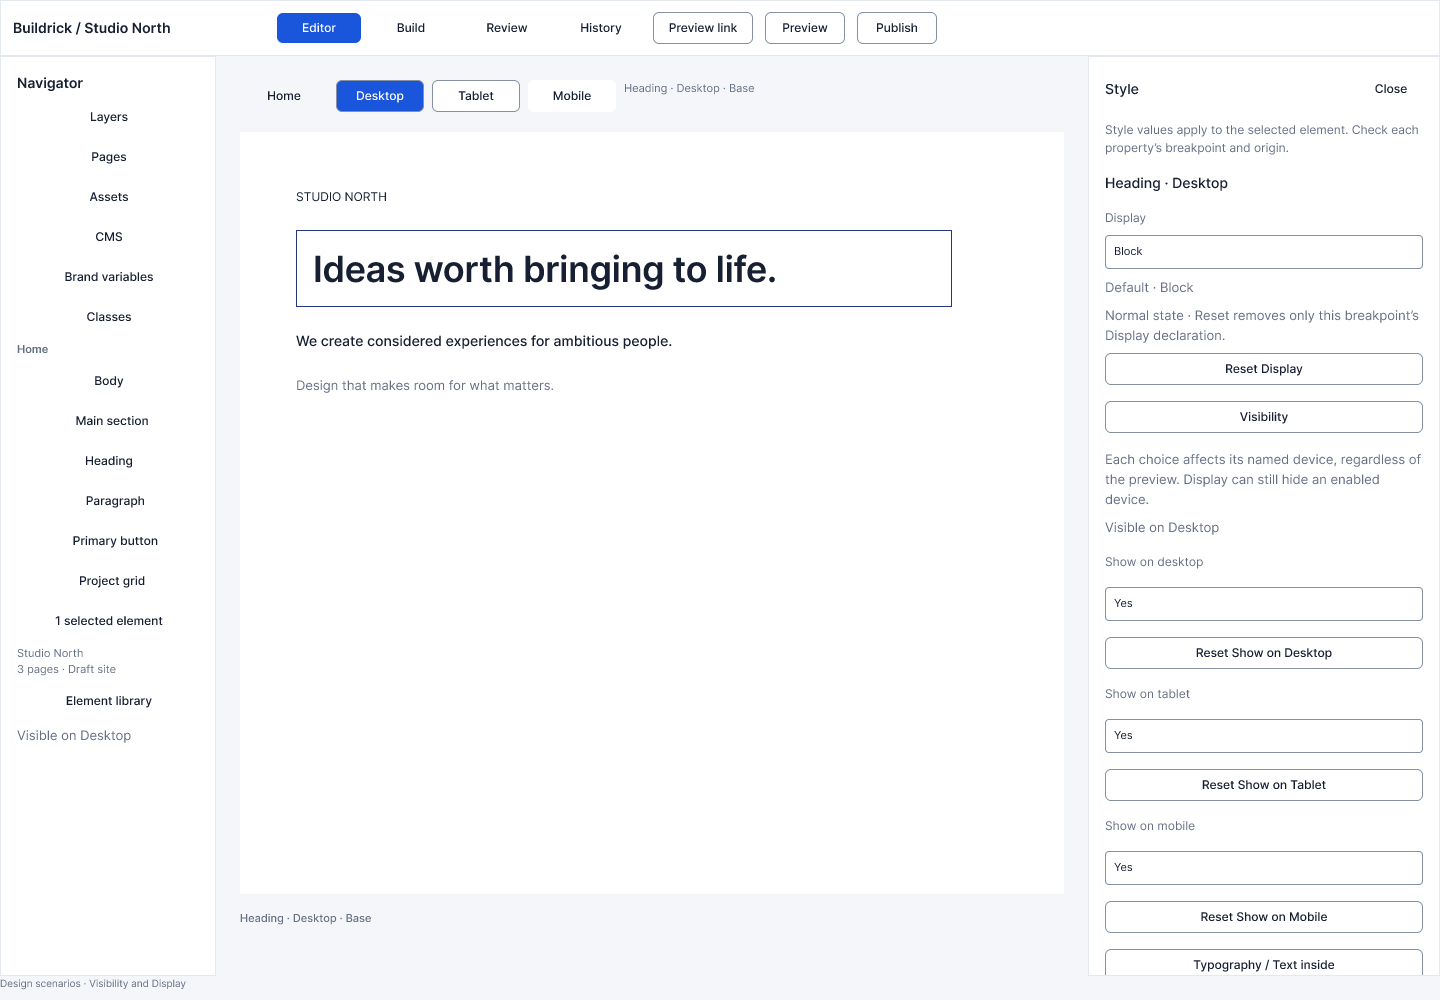 Buildrick / Studio North
Editor
Build
Review
History
Preview link
Preview
Publish
Navigator
Layers
Pages
Assets
CMS
Brand variables
Classes
Home
Body
Main section
Heading
Paragraph
Primary button
Project grid
1 selected element
Studio North
3 pages · Draft site
Element library
Visible on Desktop
Home
Desktop
Tablet
Mobile
Heading · Desktop · Base
STUDIO NORTH
Ideas worth bringing to life.
We create considered experiences for ambitious people.
Design that makes room for what matters.
Heading · Desktop · Base
Style
Close
Style values apply to the selected element. Check each
property’s breakpoint and origin.
Heading · Desktop
Display
Block
Default · Block
Normal state · Reset removes only this breakpoint’s
Display declaration.
Reset Display
Visibility
Each choice affects its named device, regardless of
the preview. Display can still hide an enabled
device.
Visible on Desktop
Show on desktop
Yes
Reset Show on Desktop
Show on tablet
Yes
Reset Show on Tablet
Show on mobile
Yes
Reset Show on Mobile
Typography / Text inside
Design scenarios · Visibility and Display